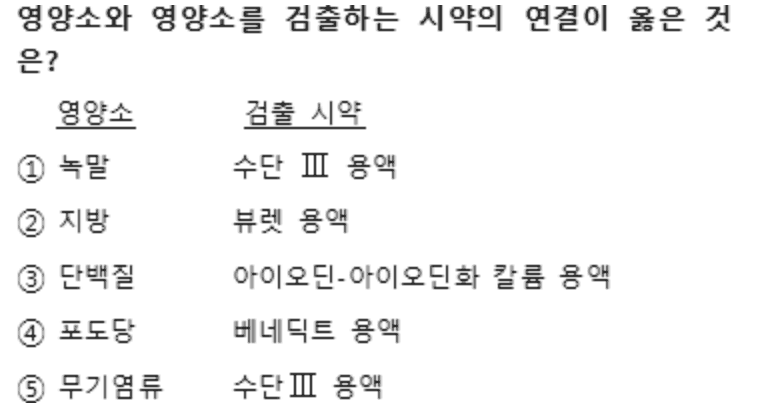 영양소와 영양소를 검출하는 시약의 연결이 옳은 것
은?
영양소 검출 시약
① 녹말 수단 Ⅲ 용액
② 지방 뷰렛 용액
③ 단백질 아이오딘-아이오딘화 칼륨 용액
④ 포도당 베네딕트 용액
⑤ 무기염류 수단Ⅲ 용액